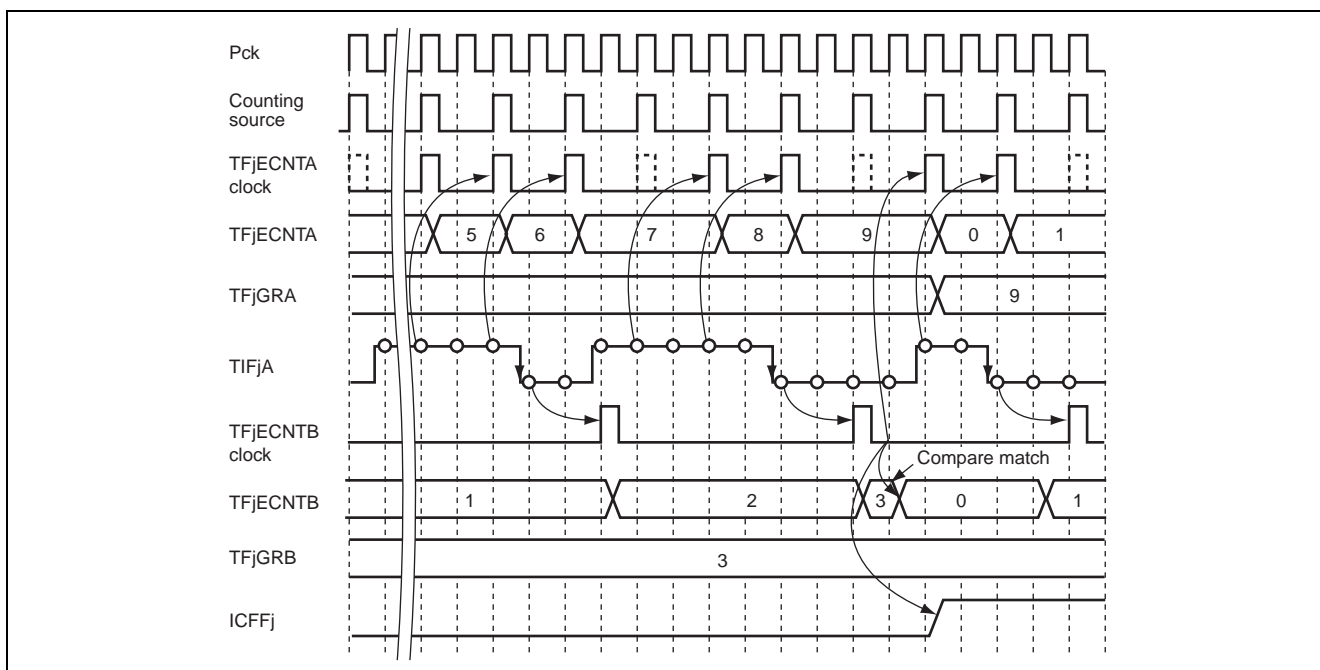 Pck
Counting
source
TFjECNTA
clock
TFjECNTA
5 6 7 8 9 0 1
TFjGRA
9
TIFjA
TFjECNTB
clock
Compare match
TFjECNTB
1 2 3 0 1
TFjGRB
3
ICFFj